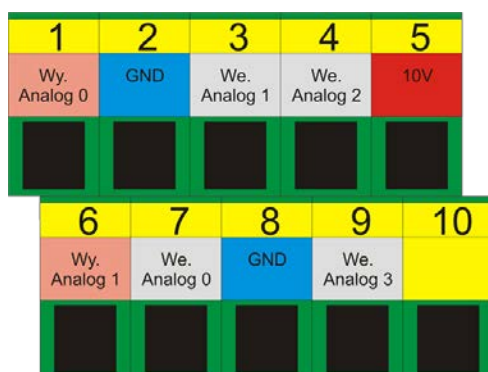 1 2 3 4 5
Wy. Analog 0 GND We. Analog 1 We. Analog 2 10V
6 7 8 9 10
Wy. Analog 1 We. Analog 0 GND We. Analog 3